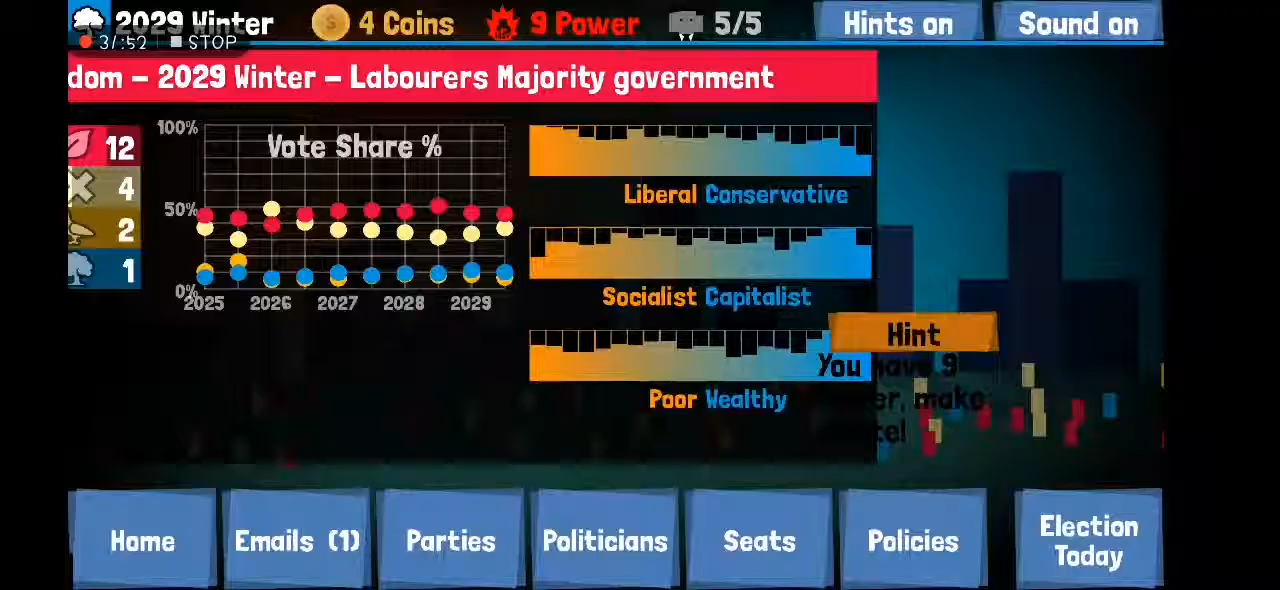 2029 Winter
4 Coins
9 Power
5/5
Hints on
Sound on
STOP
dom - 2029 Winter - Labourers Majority government
12
4
2
1
Vote Share %
100%
50%
0%
2025 2026 2027 2028 2029
Liberal Conservative
Socialist Capitalist
Poor Wealthy
Hint
You have 9
make
Home
Emails (1)
Parties
Politicians
Seats
Policies
Election
Today